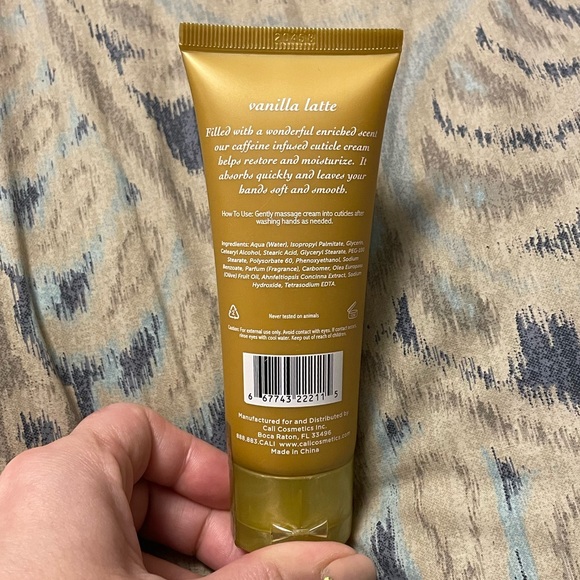 vanilla latte
Filled with a wonderful enriched scent
our caffeine infused cuticle cream
helps restore and moisturize. It
absorbs quickly and leaves your
hands soft and smooth.
How To Use: Gently massage cream into cuticles after
washing hands as needed.
Ingredients: Aqua (Water), Isopropyl Palmitate, Glycerin,
Cetearyl Alcohol, Stearic Acid, Glyceryl Stearate, PEG-100
Stearate, Polysorbate 60, Phenoxyethanol, Sodium
Benzoate, Parfum (Fragrance), Carbomer, Olea Europaea
(Olive) Fruit OIL, Ahnfeltiopsis Concinna Extract, Sodium
Hydroxide, Tetrasodium EDTA.
Never tested on animals
Caution: For external use only. Avoid contact with eyes. If contact occurs
rinse eyes with cool water. Keep out of reach of children.
6 67743 22211 5
Manufactured for and Distributed by
Cali Cosmetics Inc.
Boca Raton, FL 33496
888.883.CALI www.calicosmetics.com
Made in China